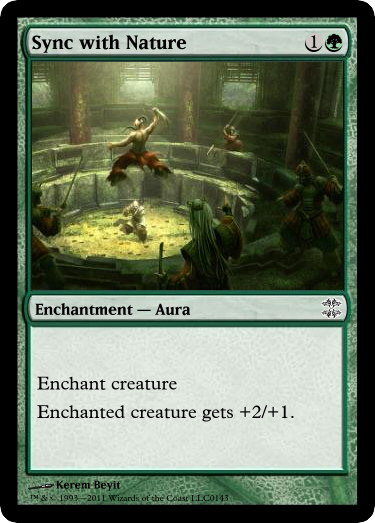 Sync with Nature 1
Enchantment — Aura
Enchant creature
Enchanted creature gets +2/+1.
Kerem Beyit
™ & © 1993–2011 Wizards of the Coast LLC 0143